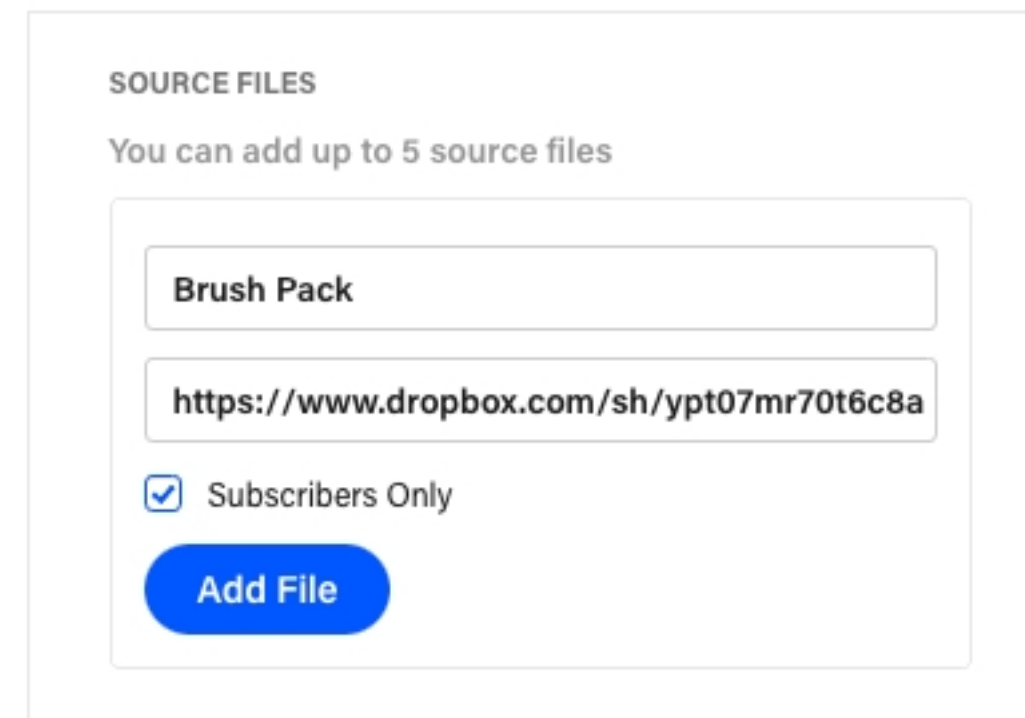 SOURCE FILES
You can add up to 5 source files
Brush Pack
https://www.dropbox.com/sh/ypt07mr70t6c8a
Subscribers Only
Add File